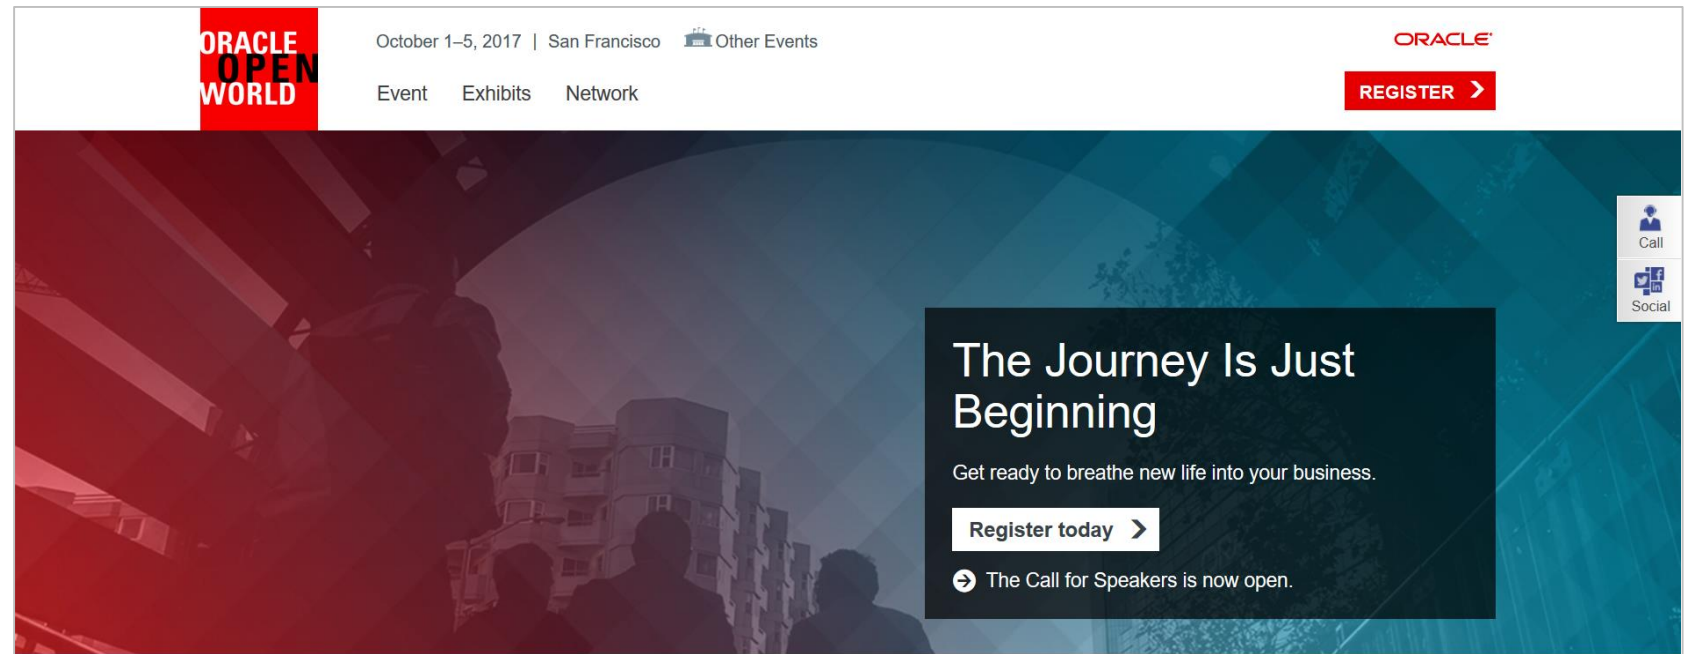 ORACLE
OPEN
WORLD
October 1–5, 2017 | San Francisco Other Events
ORACLE
Event Exhibits Network
REGISTER
Call
Social
The Journey Is Just
Beginning
Get ready to breathe new life into your business.
Register today
The Call for Speakers is now open.